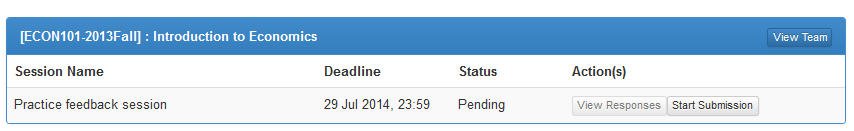 [ECON101-2013Fall] : Introduction to Economics View Team
Session Name Deadline Status Action(s)
Practice feedback session 29 Jul 2014, 23:59 Pending View Responses Start Submission